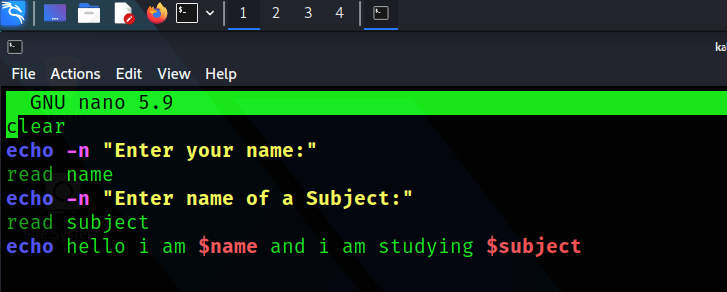 1 2 3 4
ka
File Actions Edit View Help
GNU nano 5.9
clear
echo -n "Enter your name:"
read name
echo -n "Enter name of a Subject:"
read subject
echo hello i am $name and i am studying $subject